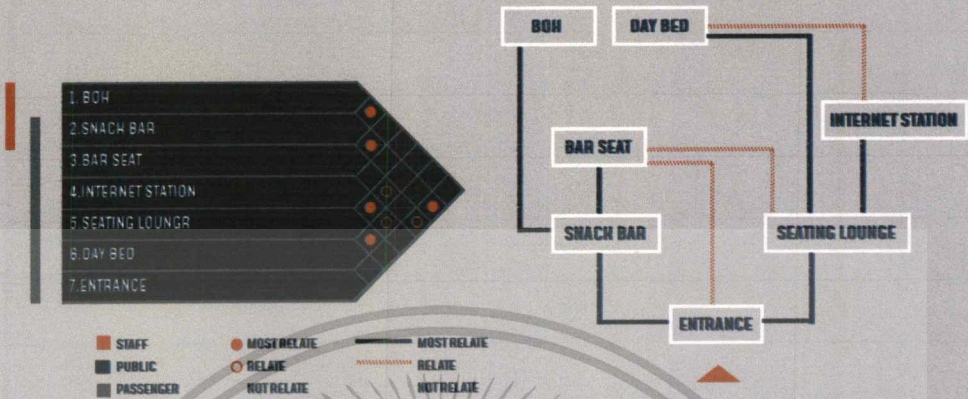 1. BOH
2.SNACH BAR
3.BAR SEAT
4.INTERNET STATION
5.SEATING LOUNGR
6.DAY BED
7.ENTRANCE
BOH
DAY BED
INTERNET STATION
BAR SEAT
SNACK BAR
SEATING LOUNGE
ENTRANCE
STAFF
PUBLIC
PASSENGER
MOST RELATE
RELATE
NOT RELATE
MOST RELATE
RELATE
NOT RELATE